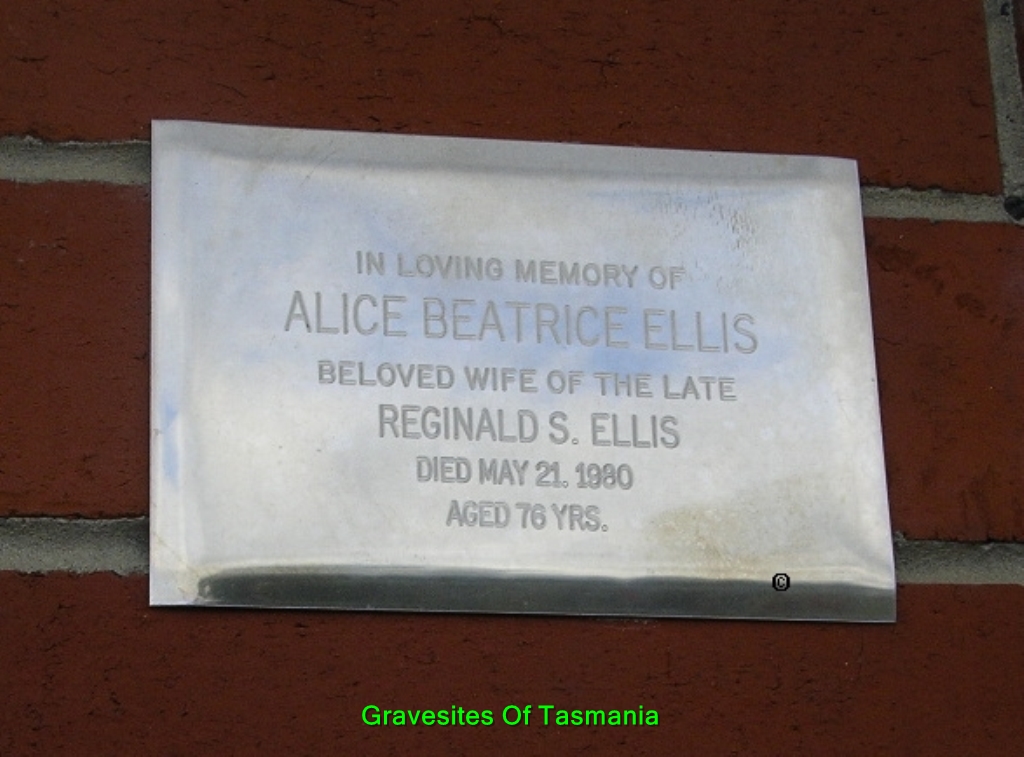 IN LOVING MEMORY OF
ALICE BEATRICE ELLIS
BELOVED WIFE OF THE LATE
REGINALD S. ELLIS
DIED MAY 21. 1980
AGED 76 YRS.
©
Gravesites Of Tasmania